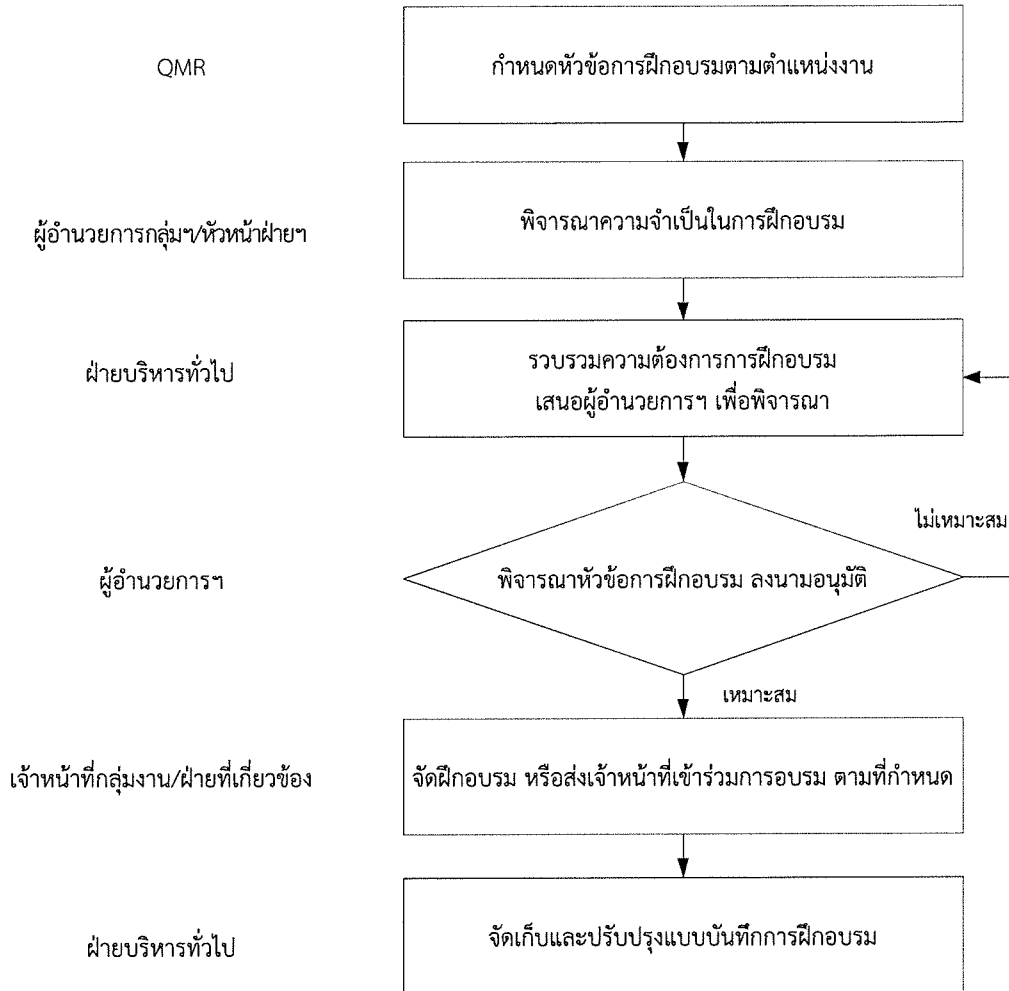 QMR
กำหนดหัวข้อการฝึกอบรมตามตำแหน่งงาน
ผู้อำนวยการกลุ่มฯ/หัวหน้าฝ่ายฯ
พิจารณาความจำเป็นในการฝึกอบรม
ฝ่ายบริหารทั่วไป
รวบรวมความต้องการการฝึกอบรม
เสนอผู้อำนวยการฯ เพื่อพิจารณา
ไม่เหมาะสม
ผู้อำนวยการฯ
พิจารณาหัวข้อการฝึกอบรม ลงนามอนุมัติ
เหมาะสม
เจ้าหน้าที่กลุ่มงาน/ฝ่ายที่เกี่ยวข้อง
จัดฝึกอบรม หรือส่งเจ้าหน้าที่เข้าร่วมการอบรม ตามที่กำหนด
ฝ่ายบริหารทั่วไป
จัดเก็บและปรับปรุงแบบบันทึกการฝึกอบรม